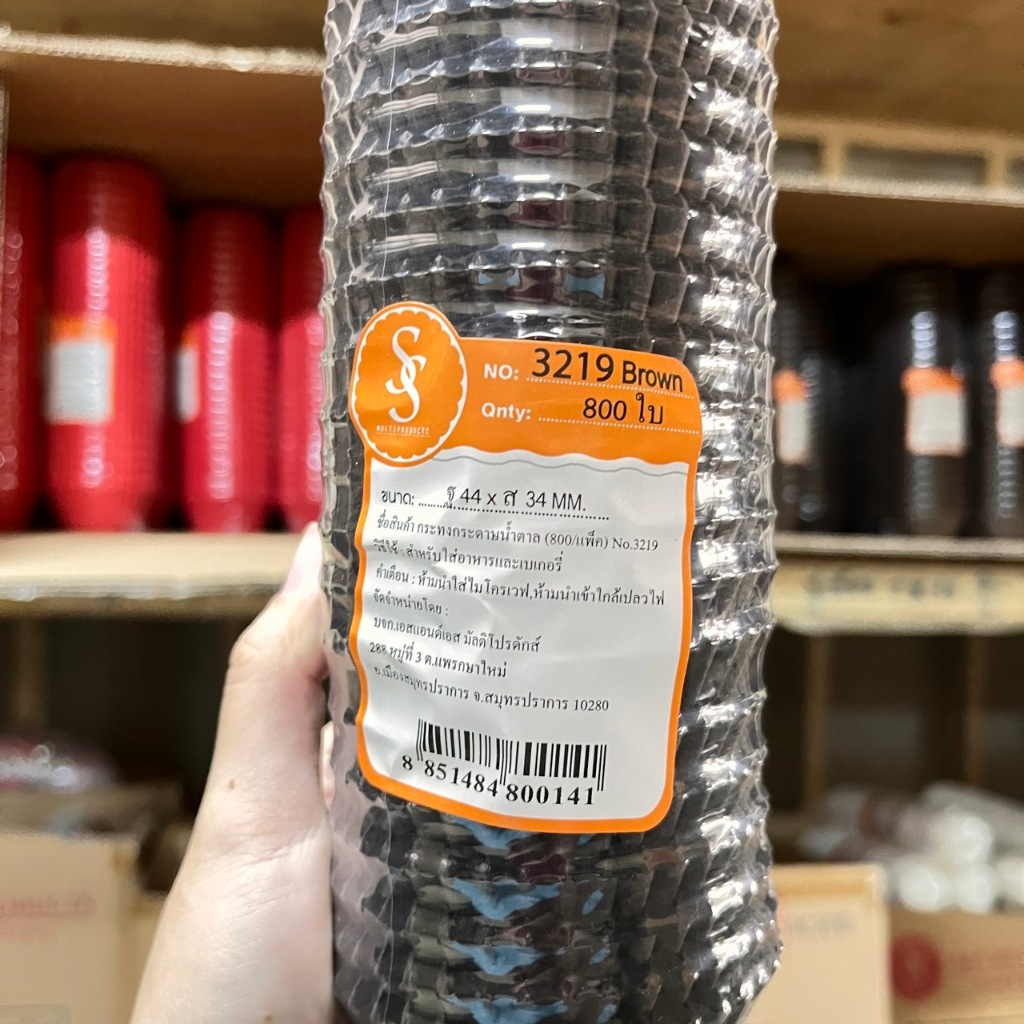 SS
MULTIPRODUCTS
NO: 3219 Brown
Qnty: 800 ใบ
ขนาด: ฐ 44 x ส 34 MM.
ชื่อสินค้า กระทงกระดาษน้ำตาล (800/แพ็ค) No.3219
วิธีใช้ : สำหรับใส่อาหารและเบเกอรี่
คำเตือน : ห้ามนำใส่ไมโครเวฟ,ห้ามนำเข้าใกล้เปลวไฟ
จัดจำหน่ายโดย :
บจก.เอสแอนด์เอส มัลติโปรดักส์
288 หมู่ที่ 3 ต.แพรกษาใหม่
อ.เมืองสมุทรปราการ จ.สมุทรปราการ 10280
8 851484 800141